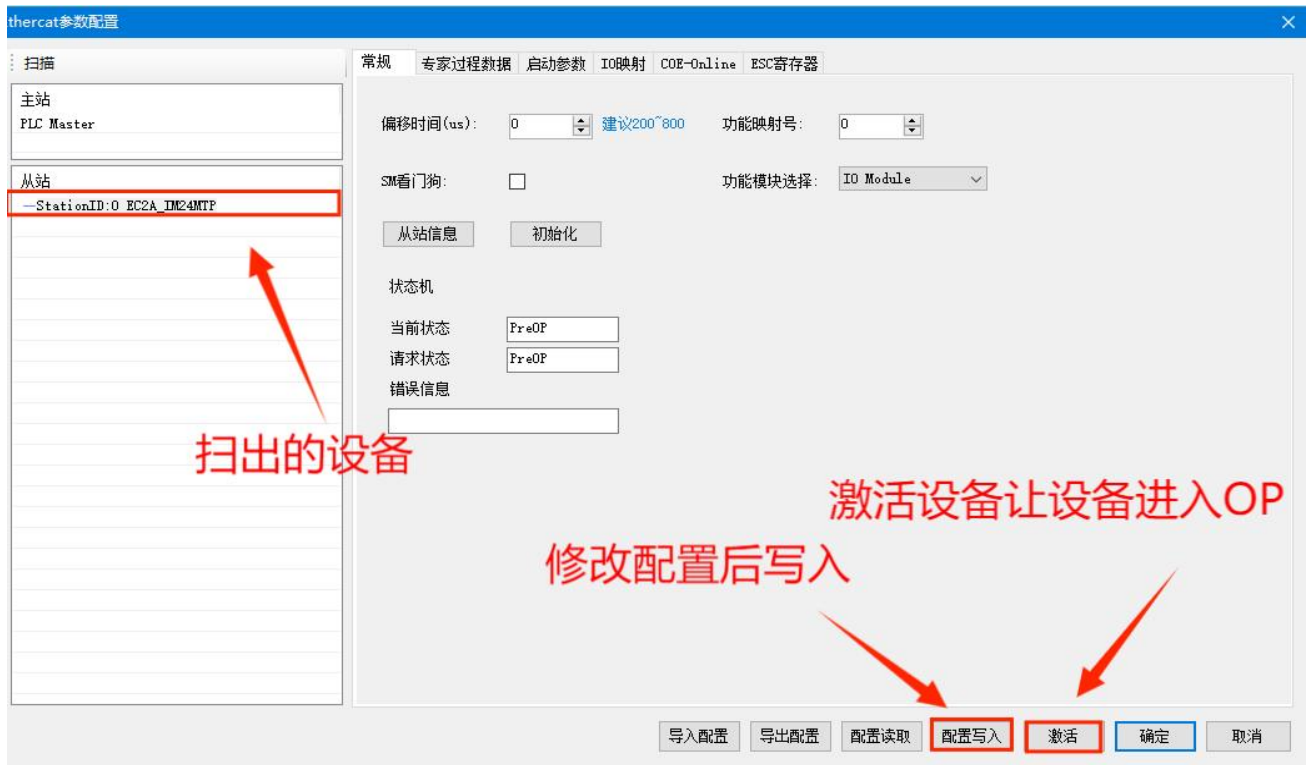 thercat参数配置
扫描
主站
PLC Master
从站
StationID:0 EC2A_IM24MTP
常规 专家过程数据 启动参数 IO映射 COE-Online ESC寄存器
偏移时间(us): 0 建议200~800 功能映射号: 0
SM看门狗: 功能模块选择: IO Module
从站信息 初始化
状态机
当前状态 PreOP
请求状态 PreOP
错误信息
扫出的设备
激活设备让设备进入OP
修改配置后写入
导入配置 导出配置 配置读取 配置写入 激活 确定 取消